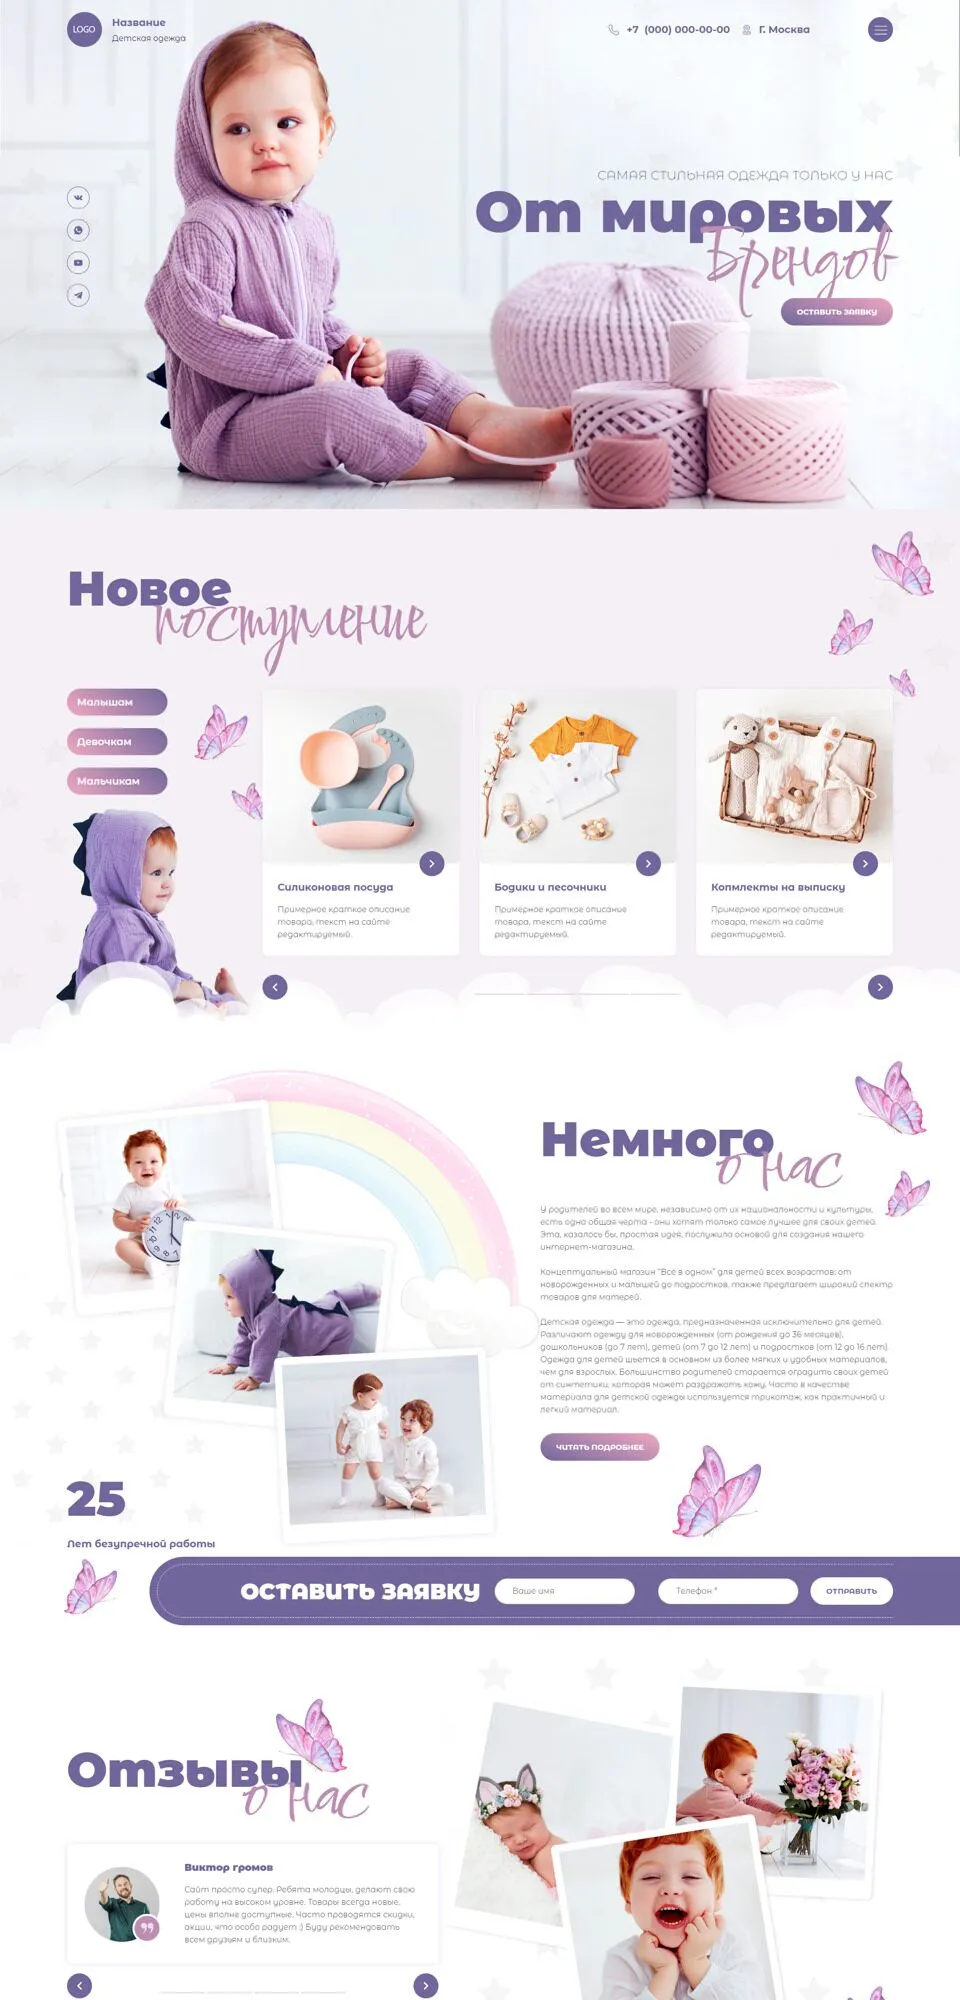 LOGO
Название
Детская одежда
+7 (000) 000-00-00
Г. Москва
САМАЯ СТИЛЬНАЯ ОДЕЖДА ТОЛЬКО У НАС
От мировых
Брендов
ОСТАВИТЬ ЗАЯВКУ
Новое
поступление
Малышам
Девочкам
Мальчикам
Силиконовая посуда
Примерное краткое описание
товара, текст на сайте
редактируемый.
Бодики и песочники
Примерное краткое описание
товара, текст на сайте
редактируемый.
Копмлекты на выписку
Примерное краткое описание
товара, текст на сайте
редактируемый.
Немного
о нас
У родителей во всем мире, независимо от их национальности и культуры,
есть одна общая черта - они хотят только самое лучшее для своих детей.
Эта, казалось бы, простая идея, послужила основой для создания нашего
интернет-магазина.
Концептуальный магазин "Все в одном" для детей всех возрастов: от
новорожденных и малышей до подростков, также предлагает широкий спектр
товаров для матерей.
Детская одежда — это одежда, предназначенная исключительно для детей.
Различают одежду для новорожденных (от рождения до 36 месяцев),
дошкольников (до 7 лет), детей (от 7 до 12 лет) и подростков (от 12 до 16 лет).
Одежда для детей шьется в основном из более мягких и удобных материалов,
чем для взрослых. Большинство родителей старается оградить своих детей
от синтетики, которая может раздражать кожу. Часто в качестве
материала для детской одежды используется трикотаж, как практичный и
легкий материал.
ЧИТАТЬ ПОДРОБНЕЕ
25
Лет безупречной работы
ОСТАВИТЬ ЗАЯВКУ
Ваше имя
Телефон *
ОТПРАВИТЬ
Отзывы
о нас
Виктор громов
Сайт просто супер. Ребята молодцы, делают свою
работу на высоком уровне. Товары всегда новые,
цены вполне доступные. Часто проводятся скидки,
акции, что особо радует :) Буду рекомендовать
всем друзьям и близким.